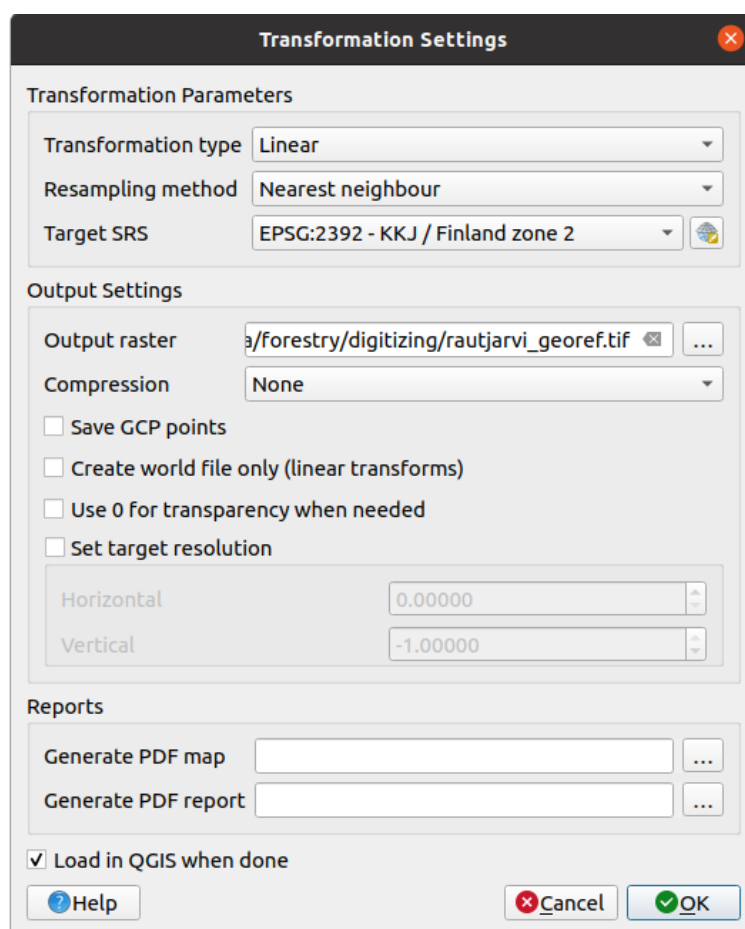 Transformation Settings
Transformation Parameters
Transformation type Linear
Resampling method Nearest neighbour
Target SRS EPSG:2392 - KKJ / Finland zone 2
Output Settings
Output raster a/forestry/digitizing/rautjarvi_georef.tif ...
Compression None
Save GCP points
Create world file only (linear transforms)
Use 0 for transparency when needed
Set target resolution
Horizontal 0.00000
Vertical -1.00000
Reports
Generate PDF map ...
Generate PDF report ...
Load in QGIS when done
Help Cancel OK